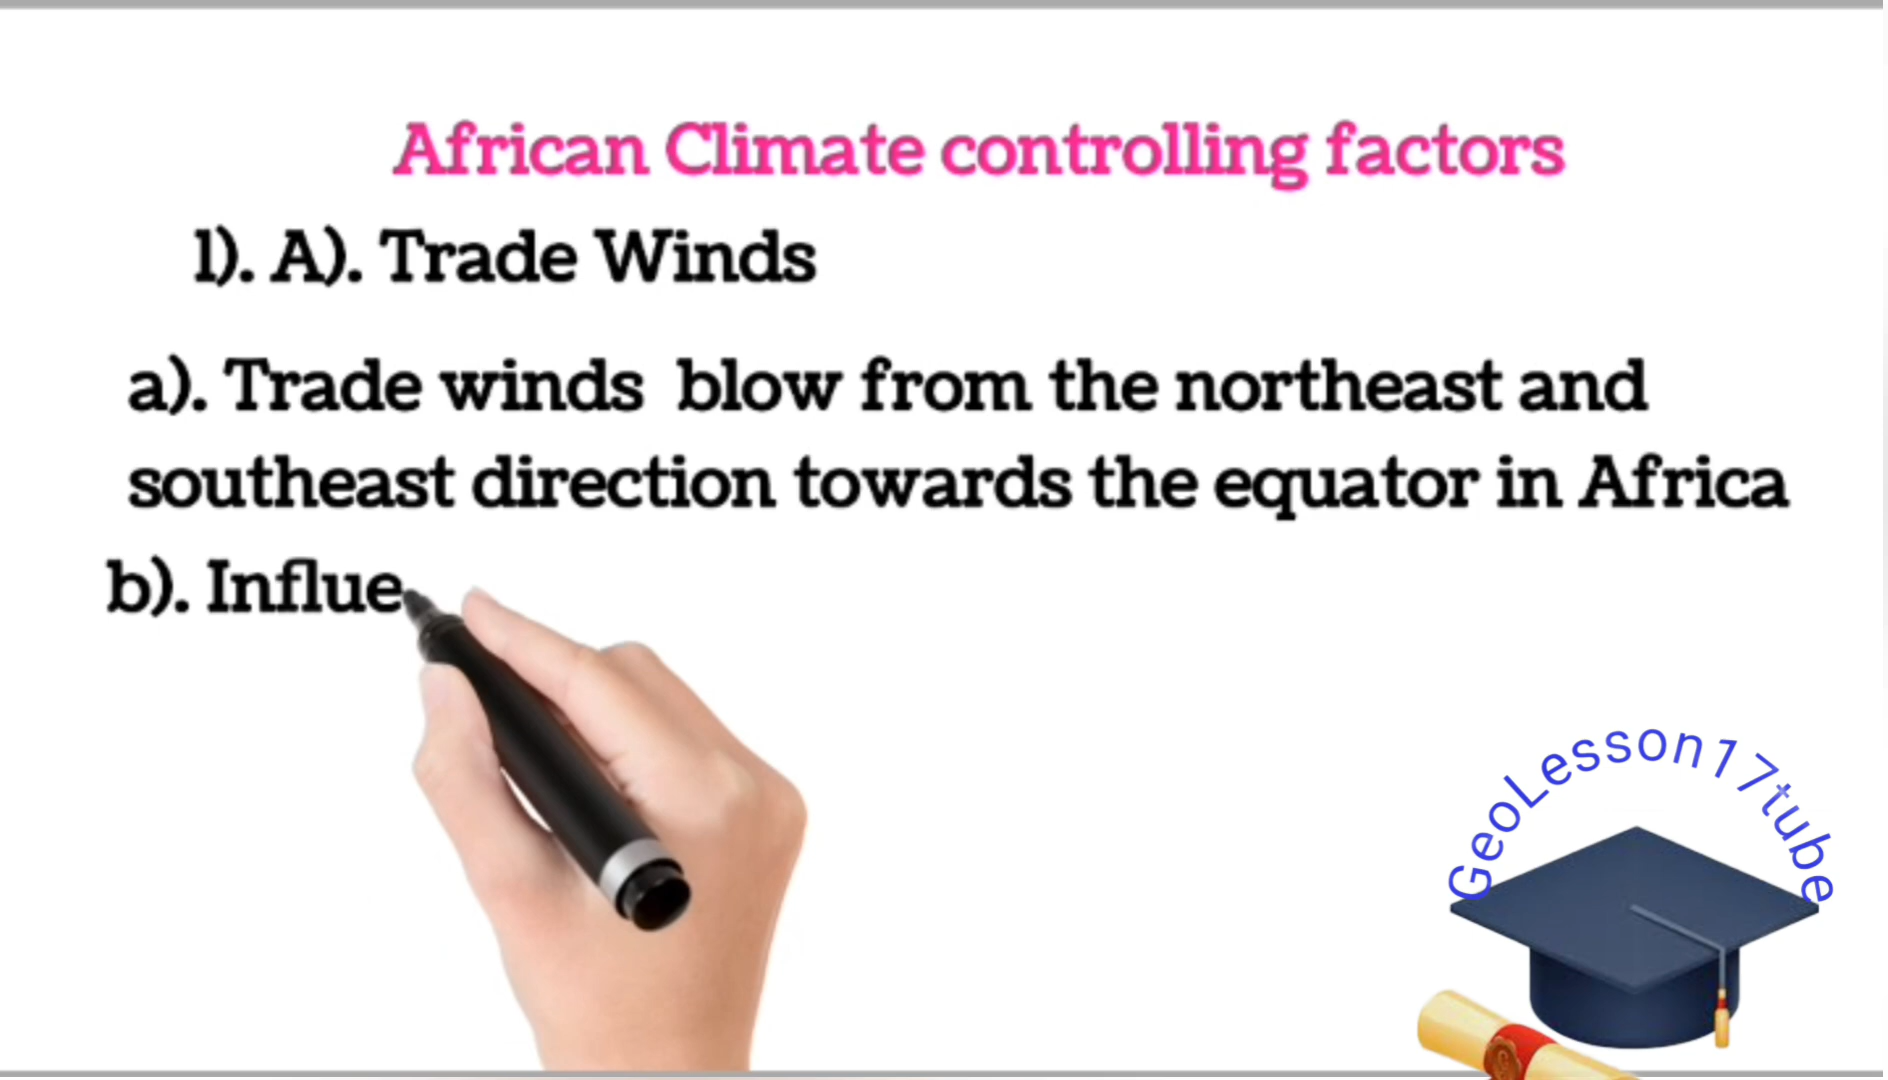 African Climate controlling factors
1). A). Trade Winds
a). Trade winds blow from the northeast and
southeast direction towards the equator in Africa
b). Influe
GeoLesson17tube